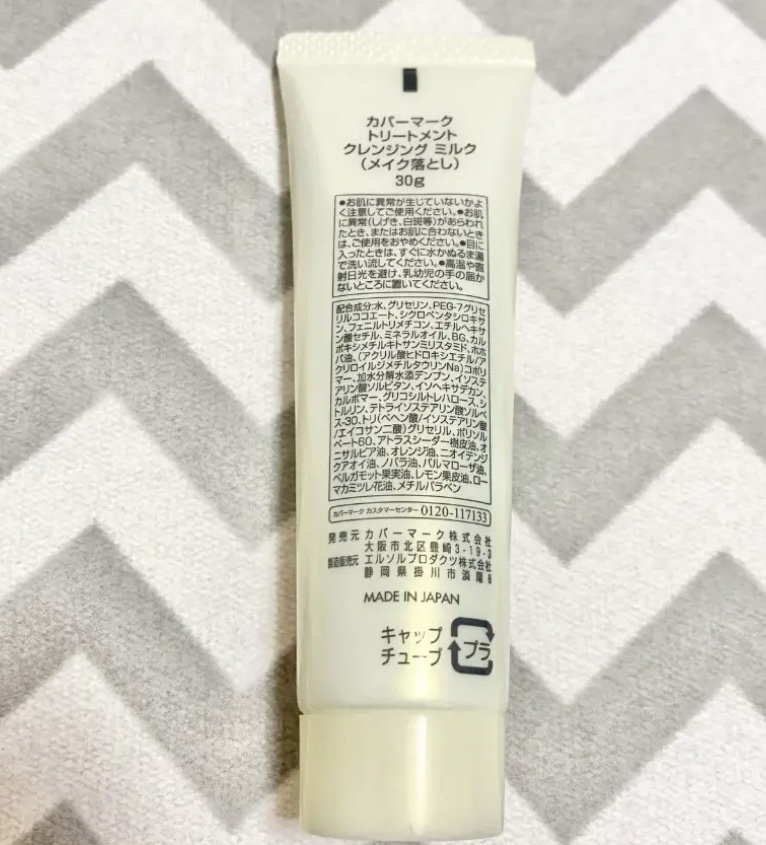 カバーマーク
トリートメント
クレンジング ミルク
（メイク落とし）
30g
●お肌に異常が生じていないかよ
く注意してご使用ください。●お肌
に異常(しげき、白斑等)があらわれ
たとき、またはお肌に合わないとき
は、ご使用をおやめください。●目に
入ったときは、すぐに水かぬるま湯
で洗い流してください。●高温や直
射日光を避け、乳幼児の手の届か
ないところに置いてください。
配合成分:水、グリセリン、PEG-7グリセ
リルココエート、シクロペンタシロキサ
ン、フェニルトリメチコン、エチルヘキサ
ン酸セチル、ミネラルオイル、BG、カル
ボキシメチルキトサンミリスタミド、ホホ
バ油、(アクリル酸ヒドロキシエチル/ア
クリロイルジメチルタウリンNa)コポリ
マー、加水分解水添デンプン、イソステ
アリン酸ソルビタン、イソヘキサデカン、
カルボマー、グリコシルトレハロース、シ
トルリン、テトライソステアリン酸ソルベ
ス-30、トリ(ベヘン酸/イソステアリン酸
/エイコサン二酸)グリセリル、ポリソル
ベート60、アトラスシーダー樹皮油、オ
ニサルビア油、オレンジ油、ニオイテンジ
クアオイ油、ノバラ油、パルマローザ油、
ベルガモット果実油、レモン果皮油、ロー
マカミツレ花油、メチルパラベン
カバーマーク カスタマーセンター 0120-117133
発売元 カバーマーク株式会社
大阪市北区豊崎3-19-3
製造販売元 エルソルプロダクツ株式会社
静岡県掛川市淡陽8
MADE IN JAPAN
キャップ
チューブ
プラ